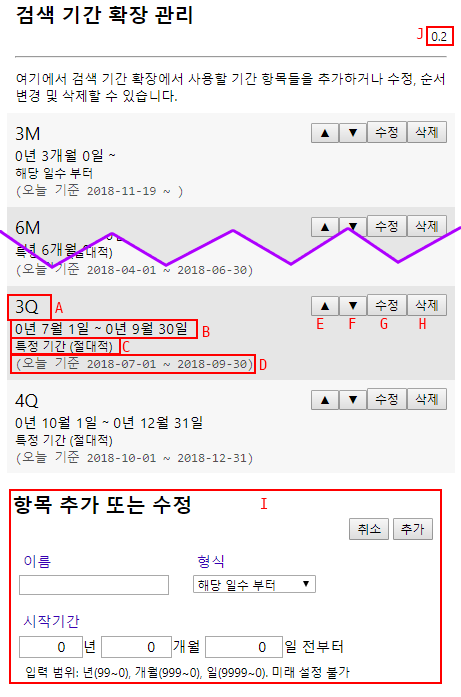 검색 기간 확장 관리
J 0.2
여기에서 검색 기간 확장에서 사용할 기간 항목들을 추가하거나 수정, 순서
변경 및 삭제할 수 있습니다.
3M ▲ ▼ 수정 삭제
0년 3개월 0일 ~
해당 일수 부터
(오늘 기준 2018-11-19 ~ )
6M ▲ ▼ 수정 삭제
0년 6개월
특정 (절대적)
(오늘 기준 2018-04-01 ~ 2018-06-30)
3Q A ▲ ▼ 수정 삭제
E F G H
0년 7월 1일 ~ 0년 9월 30일 B
특정 기간 (절대적) C
(오늘 기준 2018-07-01 ~ 2018-09-30) D
4Q ▲ ▼ 수정 삭제
0년 10월 1일 ~ 0년 12월 31일
특정 기간 (절대적)
(오늘 기준 2018-10-01 ~ 2018-12-31)
항목 추가 또는 수정 I
취소 추가
이름 형식
해당 일수 부터 ▼
시작기간
0 년 0 개월 0 일 전부터
입력 범위: 년(99~0), 개월(999~0), 일(9999~0). 미래 설정 불가